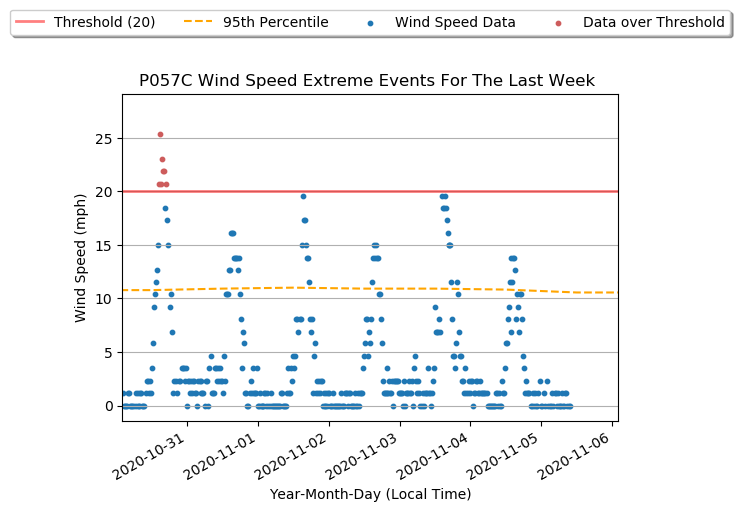 Threshold (20) 95th Percentile Wind Speed Data Data over Threshold
P057C Wind Speed Extreme Events For The Last Week
25
20
15
10
5
0
Wind Speed (mph)
2020-10-31 2020-11-01 2020-11-02 2020-11-03 2020-11-04 2020-11-05 2020-11-06
Year-Month-Day (Local Time)